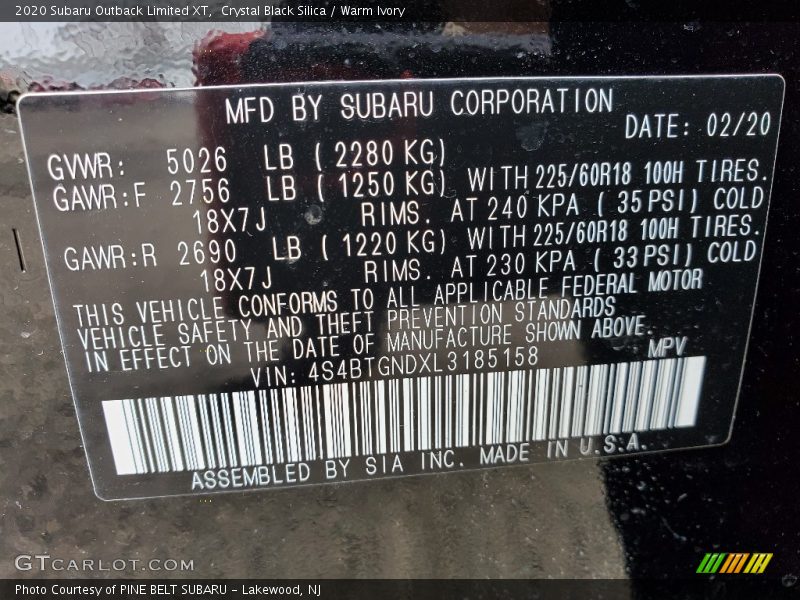 2020 Subaru Outback Limited XT, Crystal Black Silica / Warm Ivory
MFD BY SUBARU CORPORATION
DATE: 02/20
GVWR: 5026 LB (2280 KG)
GAWR:F 2756 LB (1250 KG) WITH 225/60R18 100H TIRES.
18X7J RIMS. AT 240 KPA (35 PSI) COLD
GAWR:R 2690 LB (1220 KG) WITH 225/60R18 100H TIRES.
18X7J RIMS. AT 230 KPA (33 PSI) COLD
THIS VEHICLE CONFORMS TO ALL APPLICABLE FEDERAL MOTOR
VEHICLE SAFETY AND THEFT PREVENTION STANDARDS
IN EFFECT ON THE DATE OF MANUFACTURE SHOWN ABOVE.
VIN: 4S4BTGNDXL3185158 MPV
ASSEMBLED BY SIA INC. MADE IN U.S.A.
GTCARLOT.COM
Photo Courtesy of PINE BELT SUBARU - Lakewood, NJ